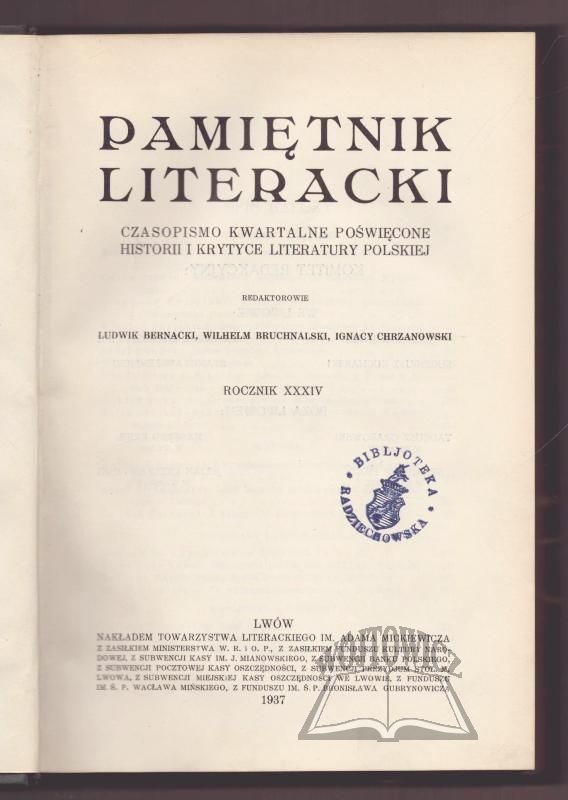 PAMIĘTNIK
LITERACKI
CZASOPISMO KWARTALNE POŚWIĘCONE
HISTORII I KRYTYCE LITERATURY POLSKIEJ
REDAKTOROWIE
LUDWIK BERNACKI, WILHELM BRUCHNALSKI, IGNACY CHRZANOWSKI
ROCZNIK XXXIV
BIBLJOTEKA
RADZIECHOWSKA
LWÓW
NAKŁADEM TOWARZYSTWA LITERACKIEGO IM. ADAMA MICKIEWICZA
Z ZASIŁKIEM MINISTERSTWA W. R. i O. P., Z ZASIŁKIEM FUNDUSZU KULTURY NARO-
DOWEJ, Z SUBWENCJI KASY IM. J. MIANOWSKIEGO, Z SUBWENCJI BANKU POLSKIEGO,
Z SUBWENCJI POCZTOWEJ KASY OSZCZĘDNOŚCI, Z SUBWENCJI PREZYDJUM STOŁ. M.
LWOWA, Z SUBWENCJI MIEJSKIEJ KASY OSZCZĘDNOŚCI WE LWOWIE, Z FUNDUSZU
IM. Ś. P. WACŁAWA MIŃSKIEGO, Z FUNDUSZU IM. Ś. P. BRONISŁAWA GUBRYNOWICZA
1937